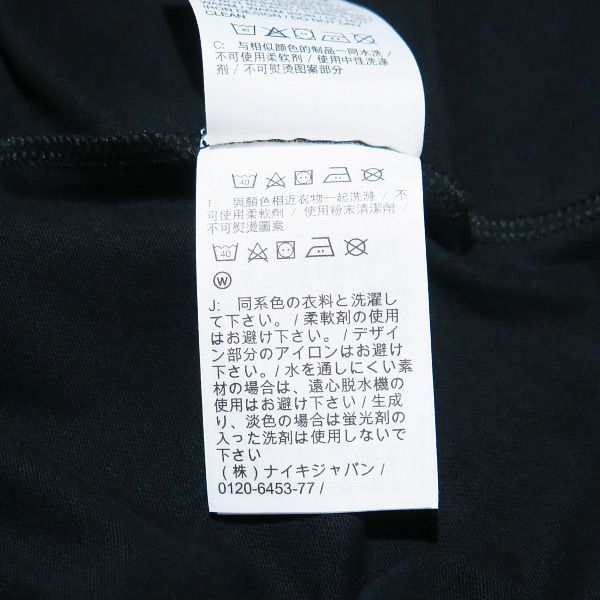 CLEAN
40
C: 与相似颜色的制品一同水洗 /
不可使用柔软剂 / 使用中性洗涤
剂 / 不可熨烫图案部分
40
T: 與顏色相近衣物一起洗滌 / 不
可使用柔軟劑 / 使用粉末清潔劑 /
不可熨燙圖案
40
W
J: 同系色の衣料と洗濯し
て下さい。/ 柔軟剤の使用
はお避け下さい。/ デザイ
ン部分のアイロンはお避け
下さい。/ 水を通しにくい素
材の場合は、遠心脱水機の
使用はお避け下さい / 生成
り、淡色の場合は蛍光剤の
入った洗剤は使用しないで
下さい
(株) ナイキジャパン /
0120-6453-77 /